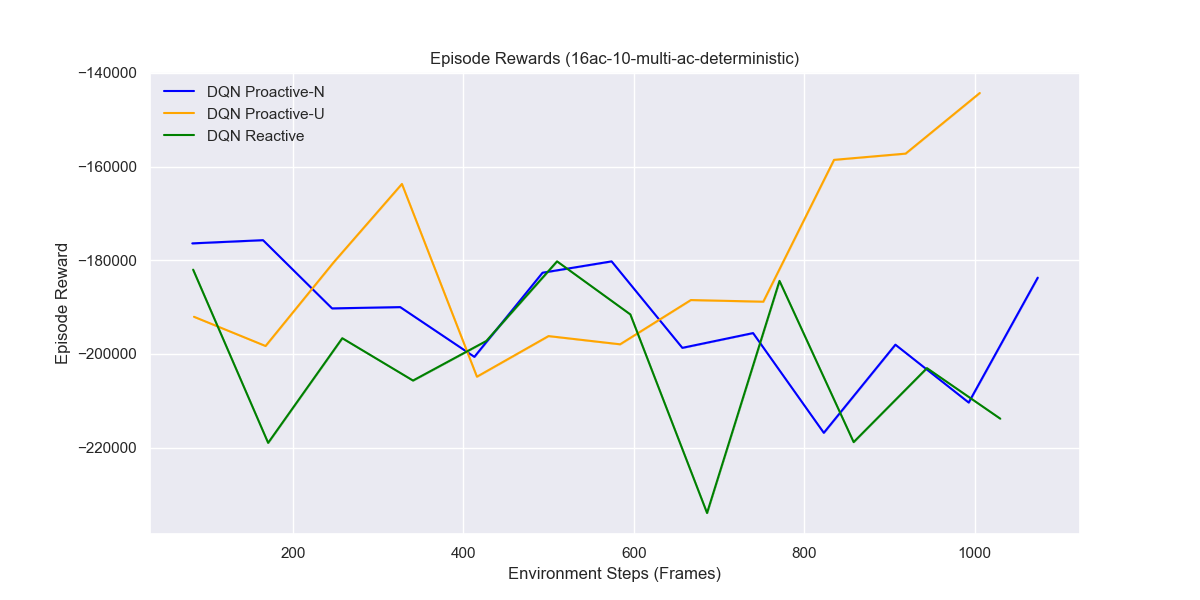 Episode Rewards (16ac-10-multi-ac-deterministic)
−140000
−160000
−180000
−200000
−220000
Episode Reward
DQN Proactive-N
DQN Proactive-U
DQN Reactive
200
400
600
800
1000
Environment Steps (Frames)